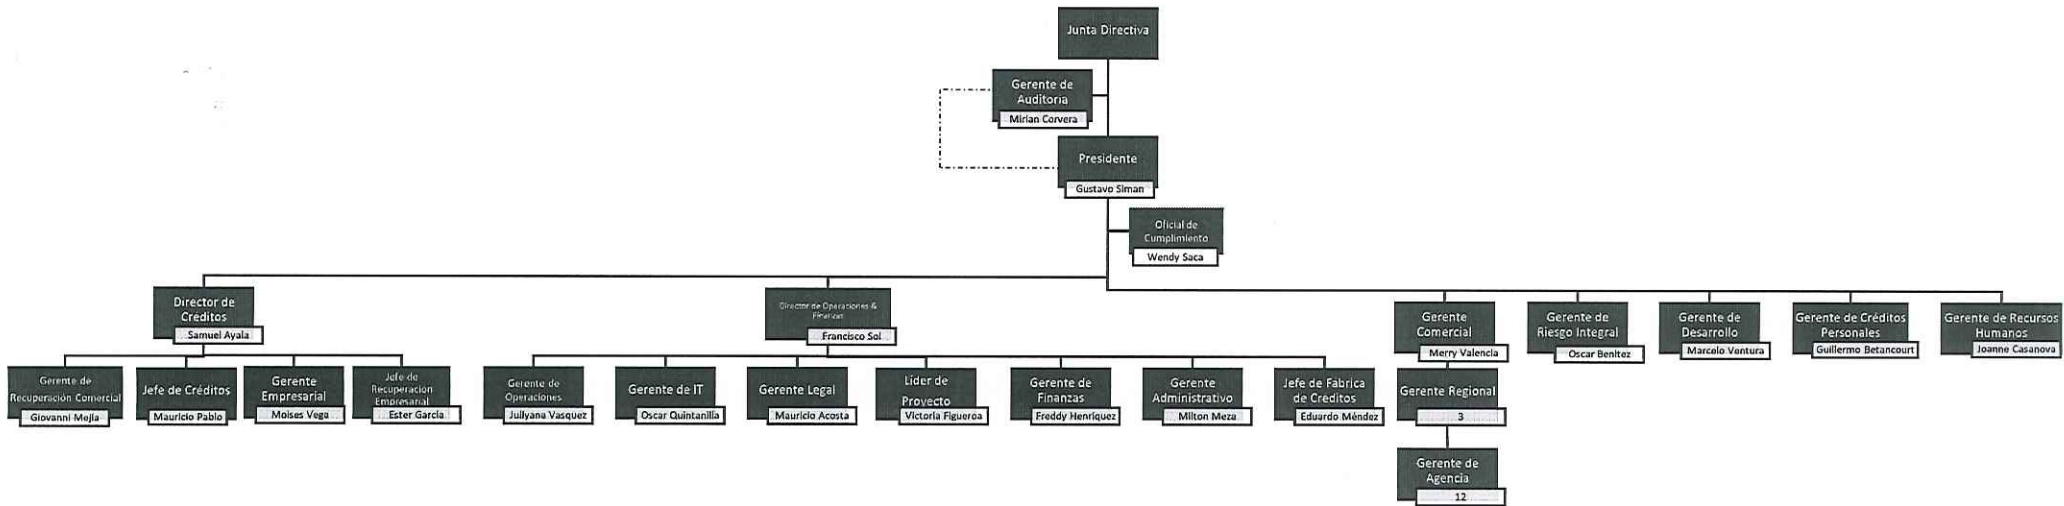 Junta Directiva
Gerente de
Auditoria
Mirian Corvera
Presidente
Gustavo Siman
Oficial de
Cumplimiento
Wendy Saca
Director de
Créditos
Samuel Ayala
Director de Operaciones &
Finanzas
Francisco Sol
Gerente
Comercial
Merry Valencia
Gerente de
Riesgo Integral
Oscar Benitez
Gerente de
Desarrollo
Marcelo Ventura
Gerente de Créditos
Personales
Guillermo Betancourt
Gerente de Recursos
Humanos
Joanne Casanova
Gerente de
Recuperación Comercial
Giovanni Mejia
Jefe de Créditos
Mauricio Pablo
Gerente
Empresarial
Moises Vega
Jefe de
Recuperación
Empresarial
Ester Garcia
Gerente de
Operaciones
Jullyana Vasquez
Gerente de IT
Oscar Quintanilla
Gerente Legal
Mauricio Acosta
Líder de
Proyecto
Victoria Figueroa
Gerente de
Finanzas
Freddy Henriquez
Gerente
Administrativo
Milton Meza
Jefe de Fabrica
de Creditos
Eduardo Méndez
Gerente Regional
3
Gerente de
Agencia
12